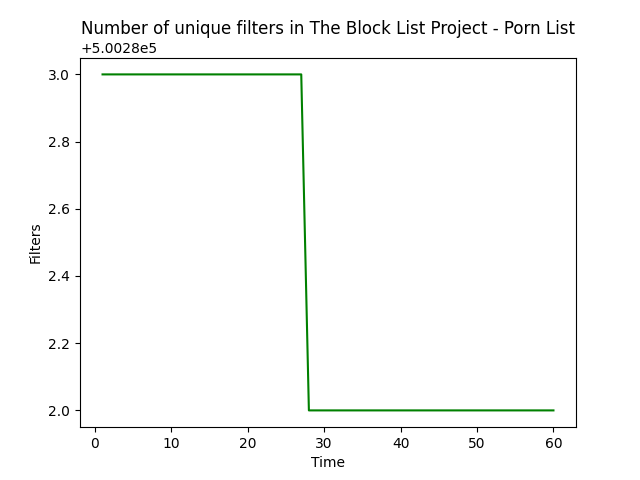 Number of unique filters in The Block List Project - Porn List
+5.0028e5
3.0
2.8
2.6
2.4
2.2
2.0
Filters
0 10 20 30 40 50 60
Time